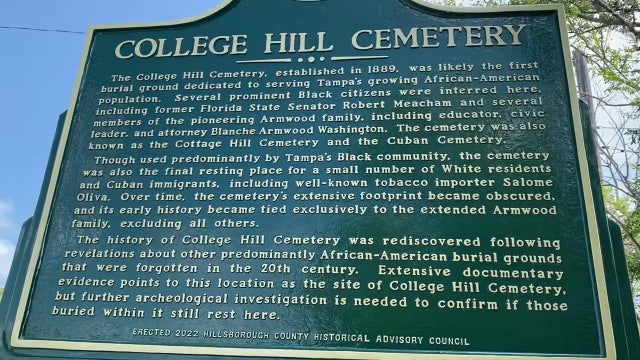 COLLEGE HILL CEMETERY
The College Hill Cemetery, established in 1889, was likely the first
burial ground dedicated to serving Tampa's growing African-American
population. Several prominent Black citizens were interred here,
including former Florida State Senator Robert Meacham and several
members of the pioneering Armwood family, including educator, civic
leader, and attorney Blanche Armwood Washington. The cemetery was also
known as the Cottage Hill Cemetery and the Cuban Cemetery.
Though used predominantly by Tampa's Black community, the cemetery
was also the final resting place for a small number of White residents
and Cuban immigrants, including well-known tobacco importer Salome
Oliva. Over time, the cemetery's extensive footprint became obscured,
and its early history became tied exclusively to the extended Armwood
family, excluding all others.
The history of College Hill Cemetery was rediscovered following
revelations about other predominantly African-American burial grounds
that were forgotten in the 20th century. Extensive documentary
evidence points to this location as the site of College Hill Cemetery,
but further archeological investigation is needed to confirm if those
buried within it still rest here.
ERECTED 2022 HILLSBOROUGH COUNTY HISTORICAL ADVISORY COUNCIL